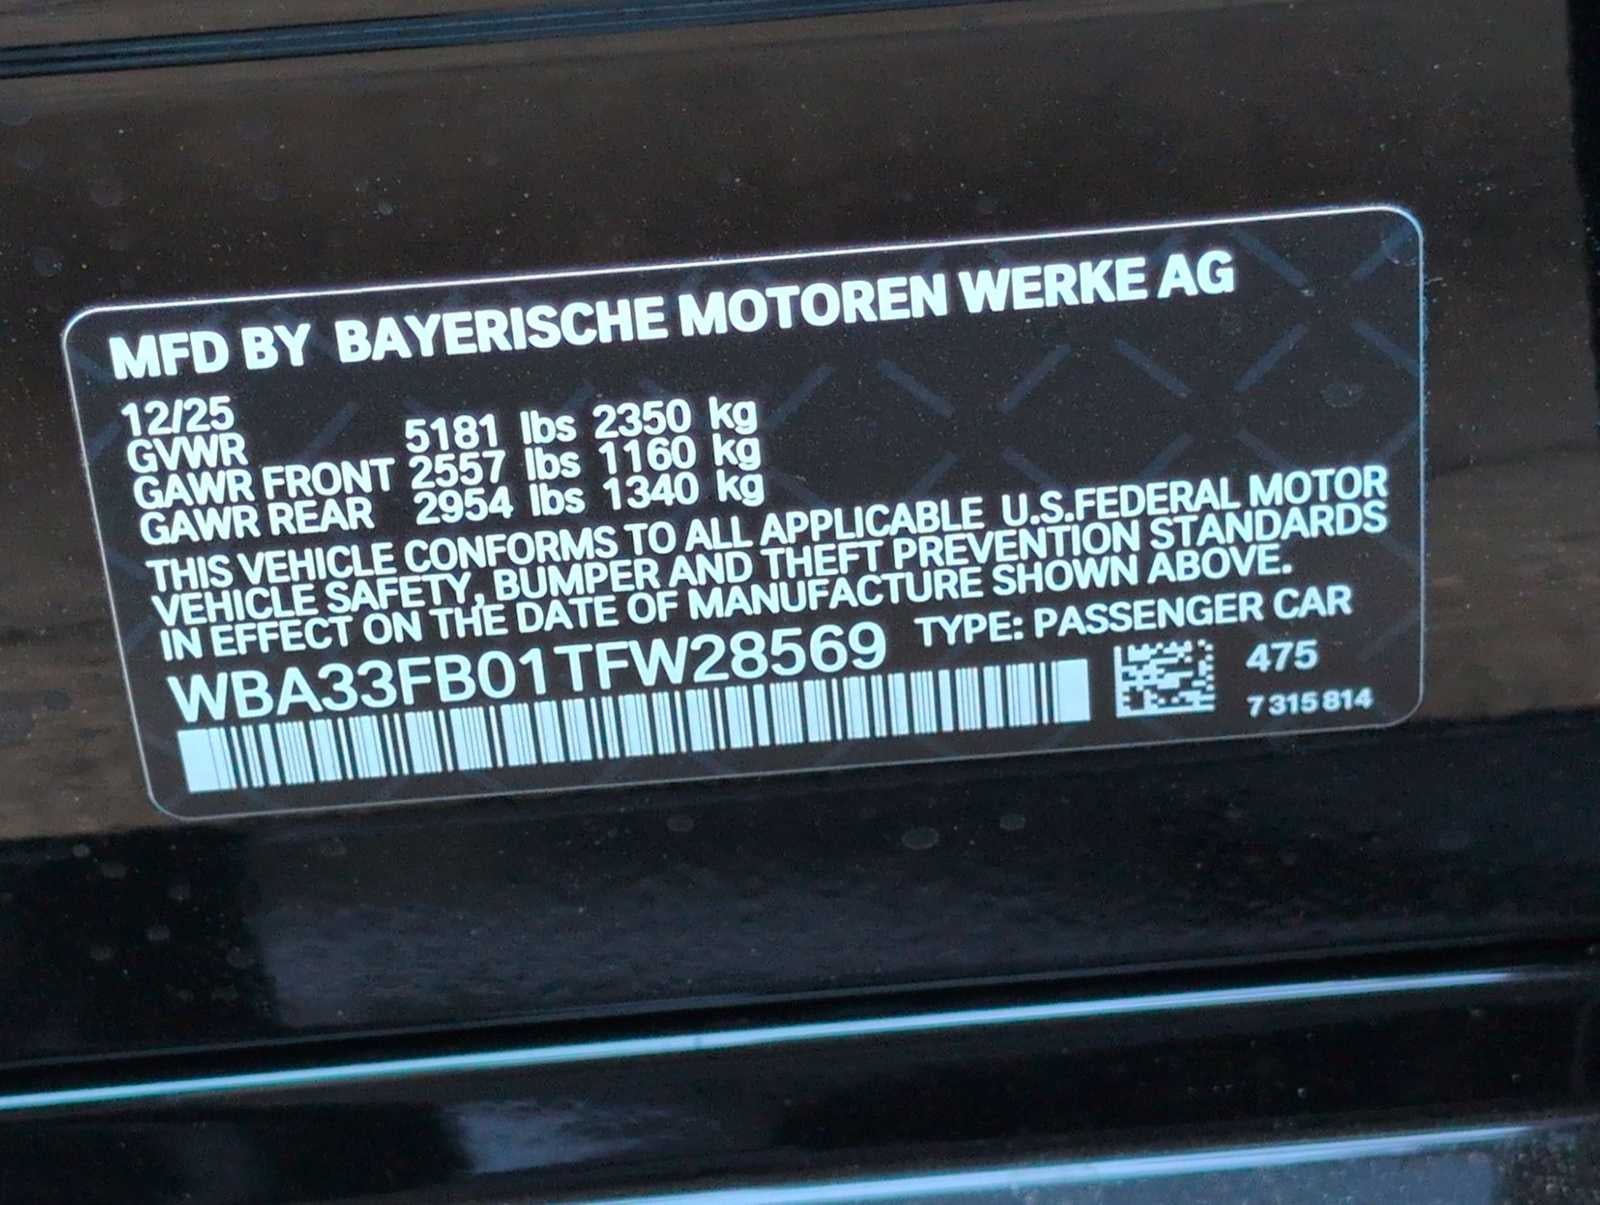 MFD BY BAYERISCHE MOTOREN WERKE AG
12/25
GVWR 5181 lbs 2350 kg
GAWR FRONT 2557 lbs 1160 kg
GAWR REAR 2954 lbs 1340 kg
THIS VEHICLE CONFORMS TO ALL APPLICABLE U.S.FEDERAL MOTOR
VEHICLE SAFETY, BUMPER AND THEFT PREVENTION STANDARDS
IN EFFECT ON THE DATE OF MANUFACTURE SHOWN ABOVE.
WBA33FB01TFW28569 TYPE: PASSENGER CAR
475
7 315 814